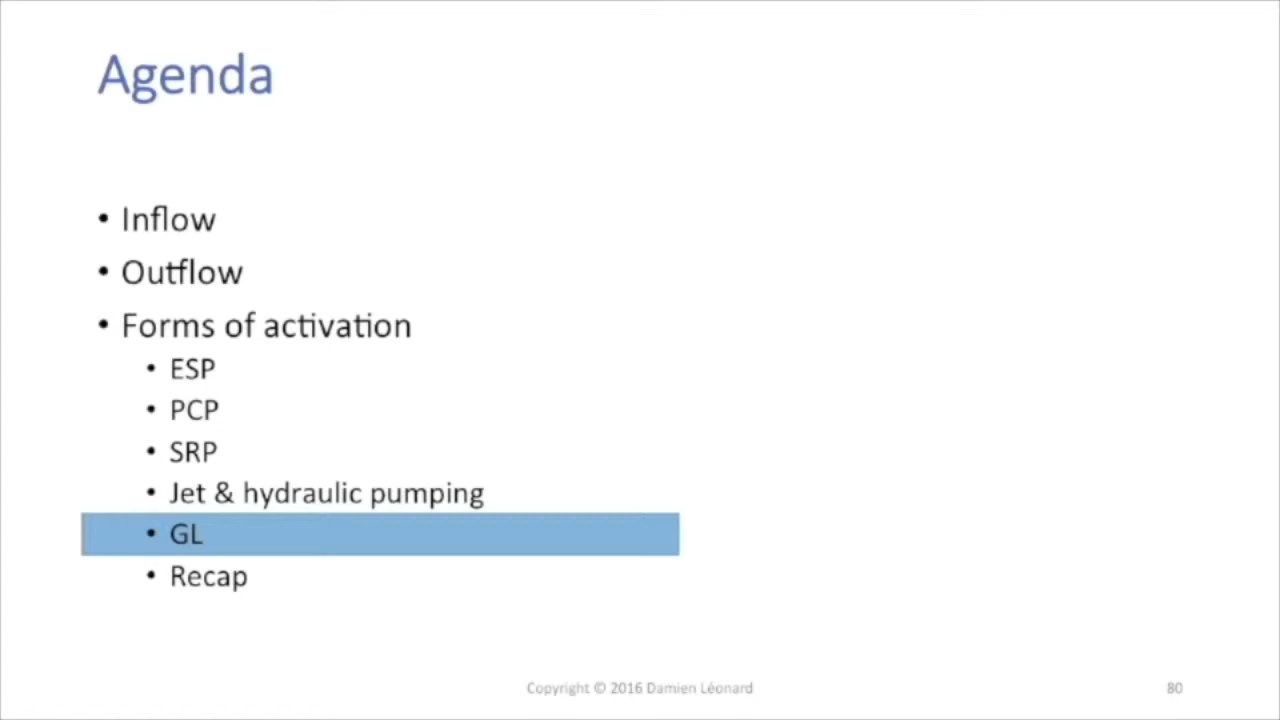 Agenda
• Inflow
• Outflow
• Forms of activation
• ESP
• PCP
• SRP
• Jet & hydraulic pumping
• GL
• Recap
Copyright © 2016 Damien Léonard
80